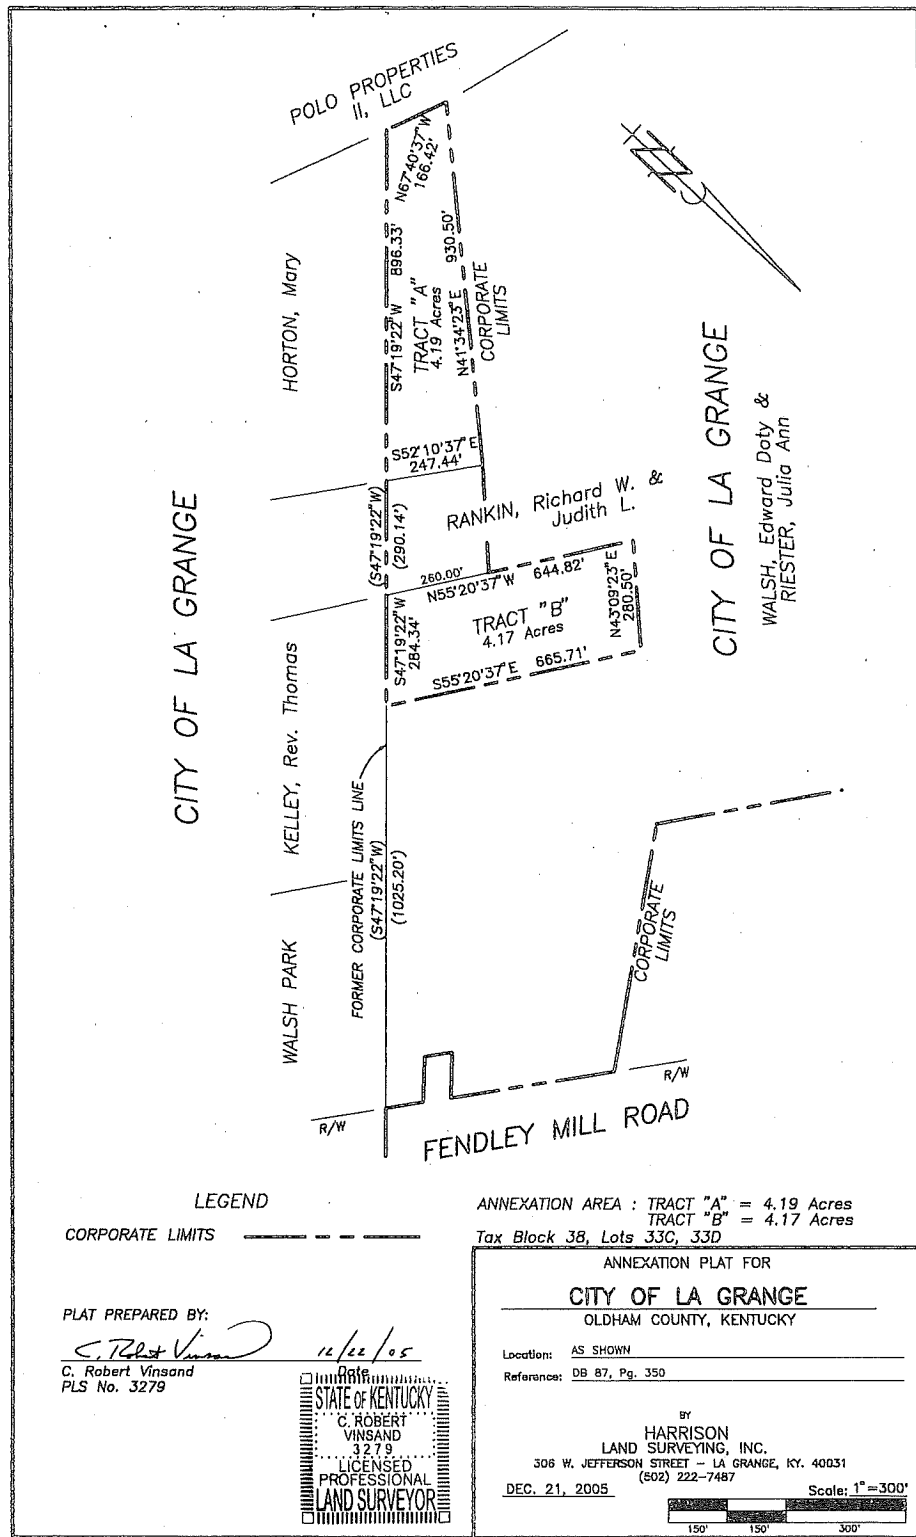 POLO PROPERTIES
II, LLC
N67°40'37"W
166.42'
HORTON, Mary
S47°19'22"W 896.33'
TRACT "A"
4.19 Acres
N41°34'23"E 930.50'
CORPORATE
LIMITS
S52°10'37"E
247.44'
CITY OF LA GRANGE
(S47°19'22"W)
(290.14')
RANKIN, Richard W. &
Judith L.
CITY OF LA GRANGE
WALSH, Edward Doty &
RIESTER, Julia Ann
260.00'
N55°20'37"W 644.82'
N43°09'23"E
280.50'
S47°19'22"W
284.34'
TRACT "B"
4.17 Acres
S55°20'37"E 665.71'
KELLEY, Rev. Thomas
FORMER CORPORATE LIMITS LINE
(S47°19'22"W)
(1025.20')
WALSH PARK
CORPORATE
LIMITS
R/W
R/W
FENDLEY MILL ROAD
LEGEND
CORPORATE LIMITS
ANNEXATION AREA : TRACT "A" = 4.19 Acres
TRACT "B" = 4.17 Acres
Tax Block 38, Lots 33C, 33D
PLAT PREPARED BY:
C. Robert Vinsand 12/22/05
C. Robert Vinsand Date
PLS No. 3279
STATE OF KENTUCKY
C. ROBERT
VINSAND
3279
LICENSED
PROFESSIONAL
LAND SURVEYOR
ANNEXATION PLAT FOR
CITY OF LA GRANGE
OLDHAM COUNTY, KENTUCKY
Location: AS SHOWN
Reference: DB 87, Pg. 350
BY
HARRISON
LAND SURVEYING, INC.
306 W. JEFFERSON STREET – LA GRANGE, KY. 40031
(502) 222-7487
DEC. 21, 2005 Scale: 1"=300'
150' 150' 300'